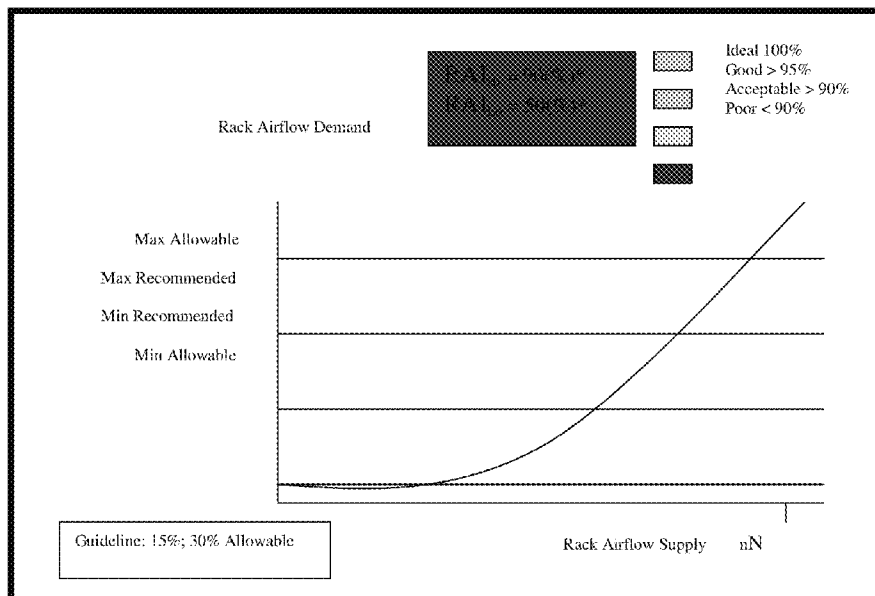 Ideal 100%
Good > 95%
Acceptable > 90%
Poor < 90%
Rack Airflow Demand
Max Allowable
Max Recommended
Min Recommended
Min Allowable
Guideline: 15%; 30% Allowable
Rack Airflow Supply nN